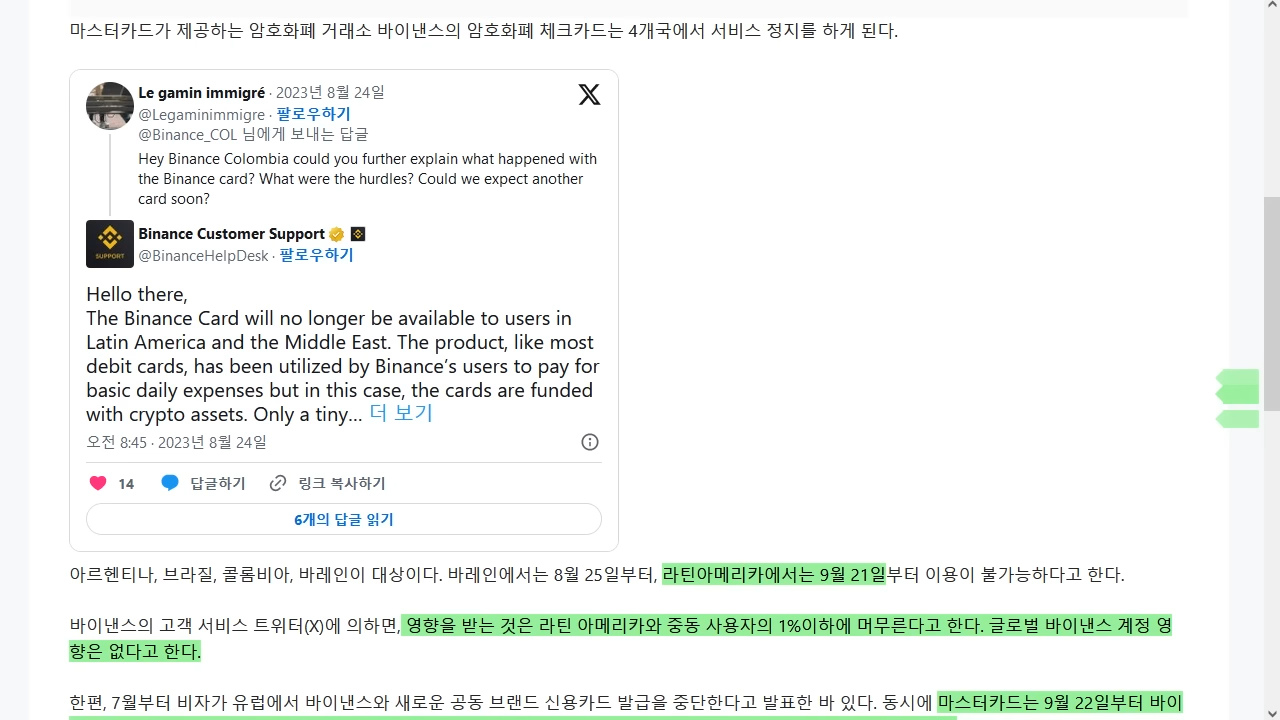 마스터카드가 제공하는 암호화폐 거래소 바이낸스의 암호화폐 체크카드는 4개국에서 서비스 정지를 하게 된다.
Le gamin immigré · 2023년 8월 24일
@Legaminimmigre · 팔로우하기
@Binance_COL 님에게 보내는 답글
Hey Binance Colombia could you further explain what happened with
the Binance card? What were the hurdles? Could we expect another
card soon?
Binance Customer Support
SUPPORT
@BinanceHelpDesk · 팔로우하기
Hello there,
The Binance Card will no longer be available to users in
Latin America and the Middle East. The product, like most
debit cards, has been utilized by Binance’s users to pay for
basic daily expenses but in this case, the cards are funded
with crypto assets. Only a tiny… 더 보기
오전 8:45 · 2023년 8월 24일
14 답글하기 링크 복사하기
6개의 답글 읽기
아르헨티나, 브라질, 콜롬비아, 바레인이 대상이다. 바레인에서는 8월 25일부터, 라틴아메리카에서는 9월 21일부터 이용이 불가능하다고 한다.
바이낸스의 고객 서비스 트위터(X)에 의하면, 영향을 받는 것은 라틴 아메리카와 중동 사용자의 1%이하에 머무른다고 한다. 글로벌 바이낸스 계정 영
향은 없다고 한다.
한편, 7월부터 비자가 유럽에서 바이낸스와 새로운 공동 브랜드 신용카드 발급을 중단한다고 발표한 바 있다. 동시에 마스터카드는 9월 22일부터 바이